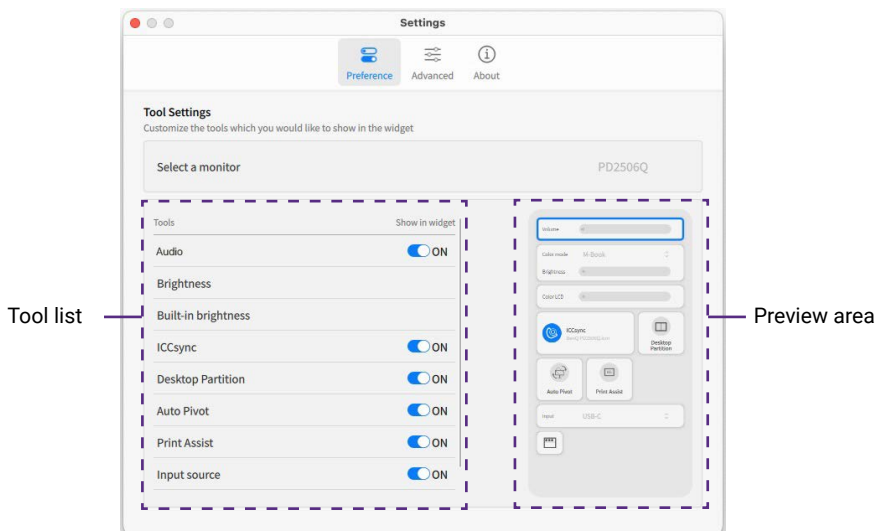 Settings
Preference Advanced About
Tool Settings
Customize the tools which you would like to show in the widget
Select a monitor PD2506Q
Tools Show in widget
Audio ON
Brightness
Built-in brightness
ICCsync ON
Desktop Partition ON
Auto Pivot ON
Print Assist ON
Input source ON
Tool list
Volume
Color mode M-Book
Brightness
Color LCD
ICCsync
Desktop
Partition
Auto Pivot Print Assist
Input USB-C
Preview area